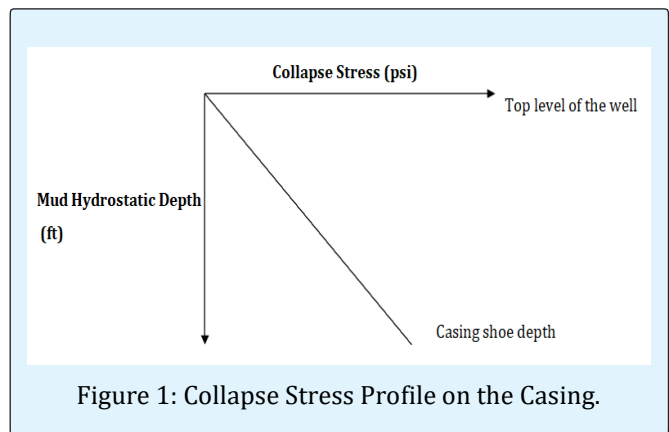 Collapse Stress (psi)
Top level of the well
Mud Hydrostatic Depth
(ft)
Casing shoe depth
Figure 1: Collapse Stress Profile on the Casing.